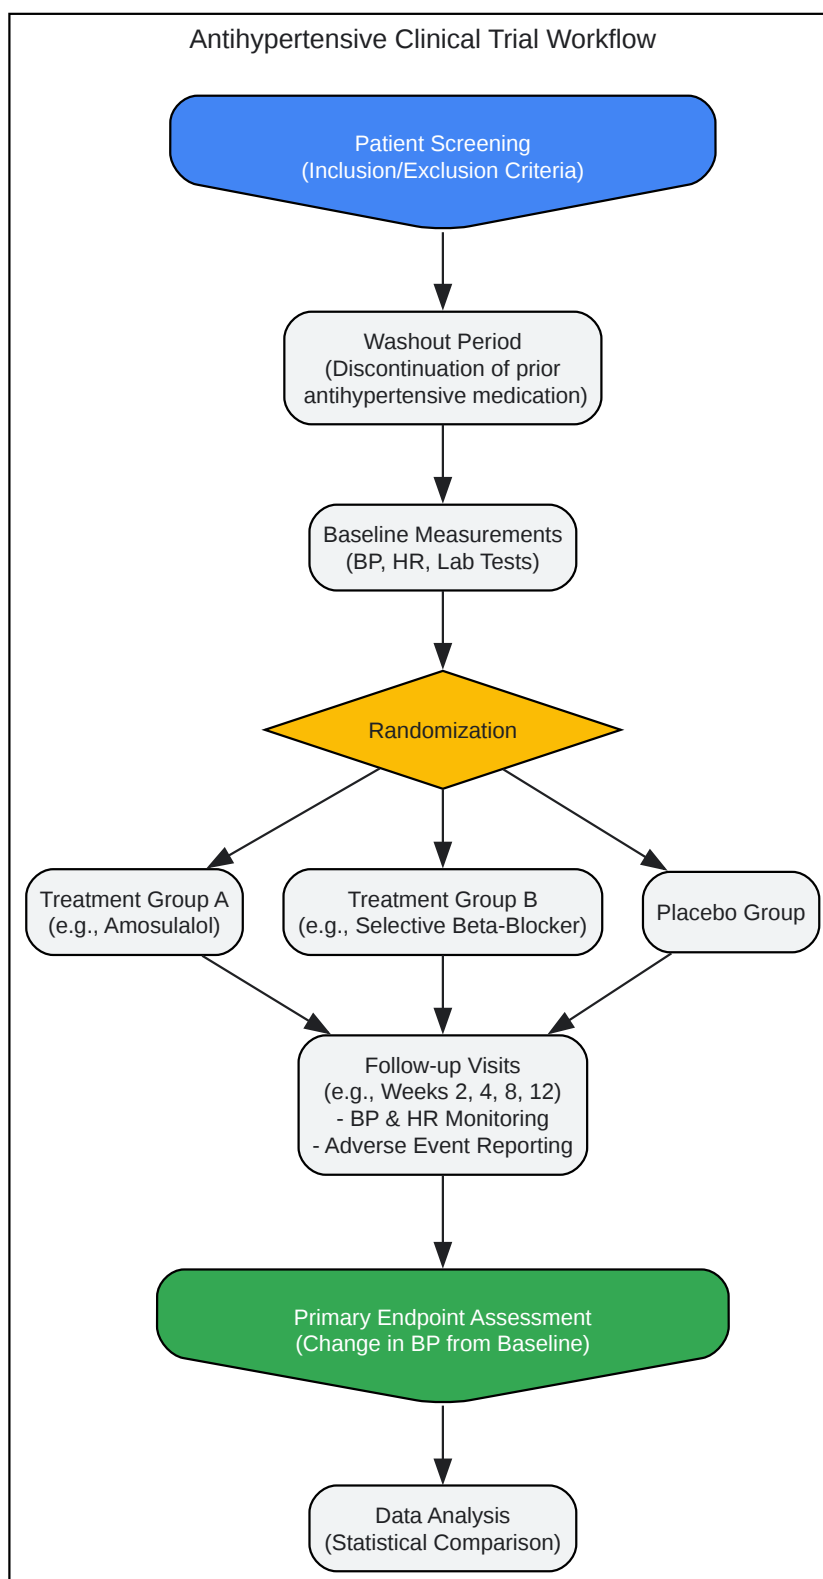 Antihypertensive Clinical Trial Workflow
Patient Screening
(Inclusion/Exclusion Criteria)
Washout Period
(Discontinuation of prior
antihypertensive medication)
Baseline Measurements
(BP, HR, Lab Tests)
Randomization
Treatment Group A
(e.g., Amosulalol)
Treatment Group B
(e.g., Selective Beta-Blocker)
Placebo Group
Follow-up Visits
(e.g., Weeks 2, 4, 8, 12)
- BP & HR Monitoring
- Adverse Event Reporting
Primary Endpoint Assessment
(Change in BP from Baseline)
Data Analysis
(Statistical Comparison)